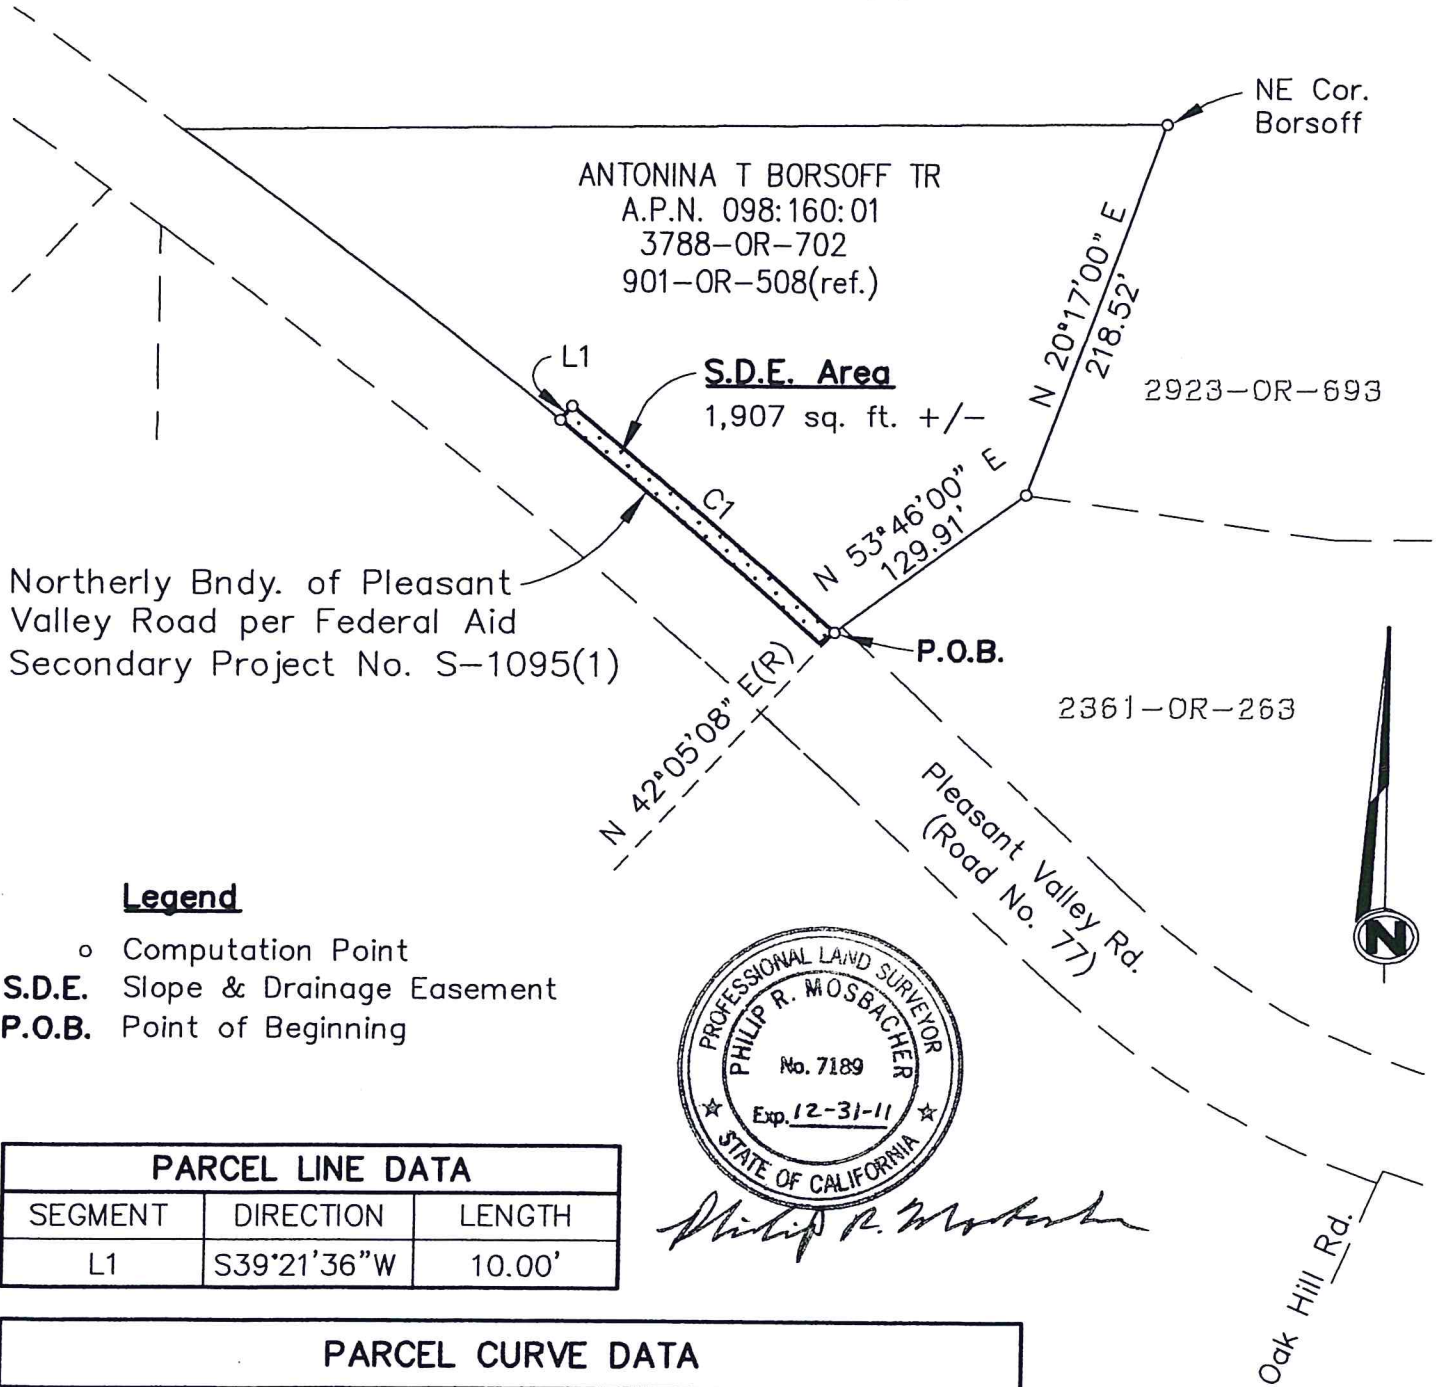 NE Cor.
Borsoff
ANTONINA T BORSOFF TR
A.P.N. 098:160:01
3788-OR-702
901-OR-508(ref.)
N 20°17'00" E
218.52'
L1
S.D.E. Area
1,907 sq. ft. +/-
2923-OR-693
C1
N 53°46'00" E
129.91'
Northerly Bndy. of Pleasant
Valley Road per Federal Aid
Secondary Project No. S-1095(1)
P.O.B.
N 42°05'08" E(R)
2361-OR-263
Pleasant Valley Rd.
(Road No. 77)
N
Legend
o Computation Point
S.D.E. Slope & Drainage Easement
P.O.B. Point of Beginning
PROFESSIONAL LAND SURVEYOR
PHILIP R. MOSBACHER
No. 7189
Exp. 12-31-11
STATE OF CALIFORNIA
Philip R. Mosbacher
PARCEL LINE DATA
SEGMENT DIRECTION LENGTH
L1 S39°21'36"W 10.00'
Oak Hill Rd.
PARCEL CURVE DATA